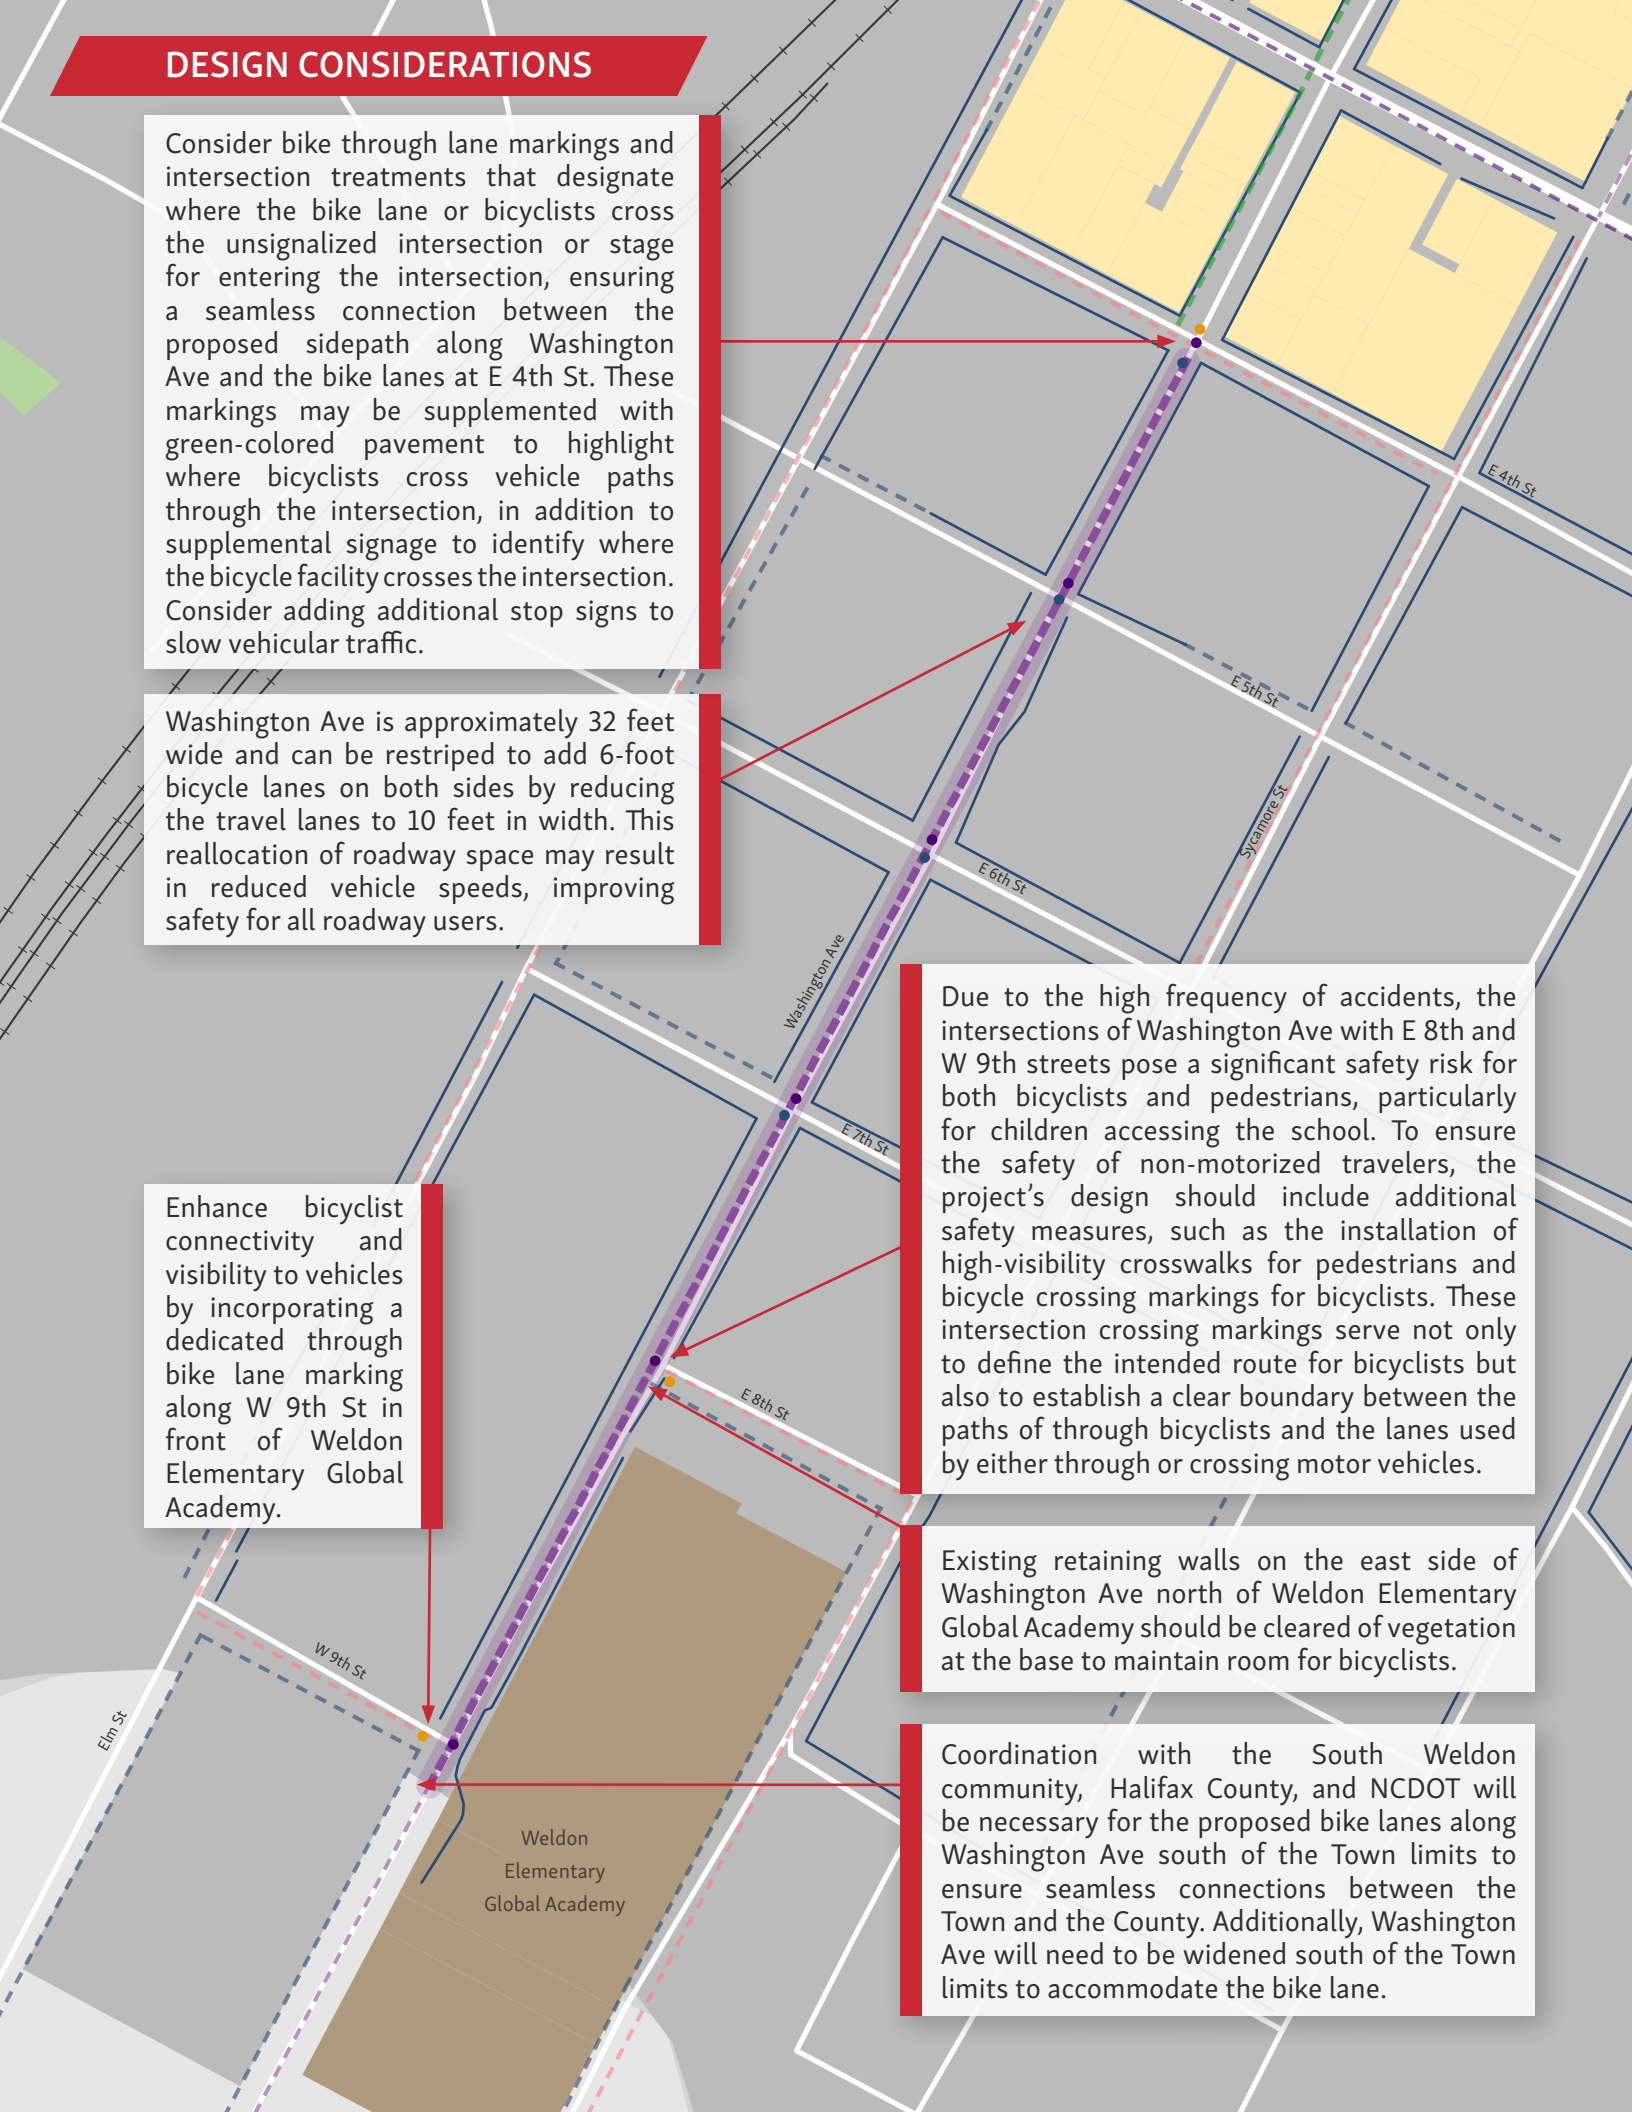 DESIGN CONSIDERATIONS
Consider bike through lane markings and
intersection treatments that designate
where the bike lane or bicyclists cross
the unsignalized intersection or stage
for entering the intersection, ensuring
a seamless connection between the
proposed sidepath along Washington
Ave and the bike lanes at E 4th St. These
markings may be supplemented with
green-colored pavement to highlight
where bicyclists cross vehicle paths
through the intersection, in addition to
supplemental signage to identify where
the bicycle facility crosses the intersection.
Consider adding additional stop signs to
slow vehicular traffic.
Washington Ave is approximately 32 feet
wide and can be restriped to add 6-foot
bicycle lanes on both sides by reducing
the travel lanes to 10 feet in width. This
reallocation of roadway space may result
in reduced vehicle speeds, improving
safety for all roadway users.
Due to the high frequency of accidents, the
intersections of Washington Ave with E 8th and
W 9th streets pose a significant safety risk for
both bicyclists and pedestrians, particularly
for children accessing the school. To ensure
the safety of non-motorized travelers, the
project's design should include additional
safety measures, such as the installation of
high-visibility crosswalks for pedestrians and
bicycle crossing markings for bicyclists. These
intersection crossing markings serve not only
to define the intended route for bicyclists but
also to establish a clear boundary between the
paths of through bicyclists and the lanes used
by either through or crossing motor vehicles.
Enhance bicyclist
connectivity and
visibility to vehicles
by incorporating a
dedicated through
bike lane marking
along W 9th St in
front of Weldon
Elementary Global
Academy.
Existing retaining walls on the east side of
Washington Ave north of Weldon Elementary
Global Academy should be cleared of vegetation
at the base to maintain room for bicyclists.
Coordination with the South Weldon
community, Halifax County, and NCDOT will
be necessary for the proposed bike lanes along
Washington Ave south of the Town limits to
ensure seamless connections between the
Town and the County. Additionally, Washington
Ave will need to be widened south of the Town
limits to accommodate the bike lane.
E 4th St
E 5th St
Sycamore St
E 6th St
Washington Ave
E 7th St
E 8th St
W 9th St
Elm St
Weldon
Elementary
Global Academy